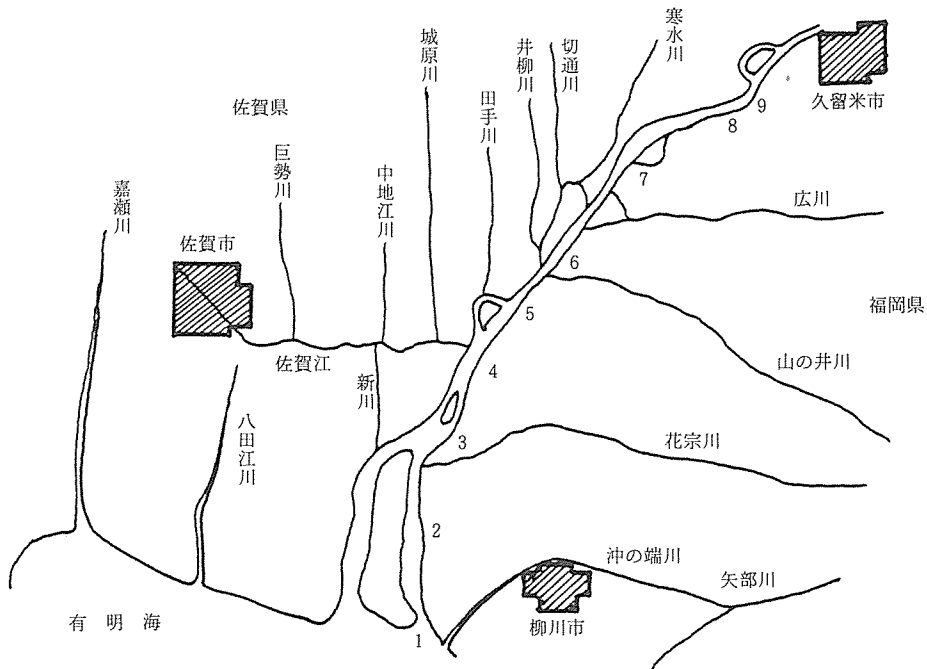 佐賀県
福岡県
久留米市
佐賀市
柳川市
嘉瀬川
巨勢川
中地江川
城原川
田手川
井柳川
切通川
寒水川
広川
山の井川
花宗川
沖の端川
矢部川
佐賀江
新川
八田江川
有明海
1
2
3
4
5
6
7
8
9